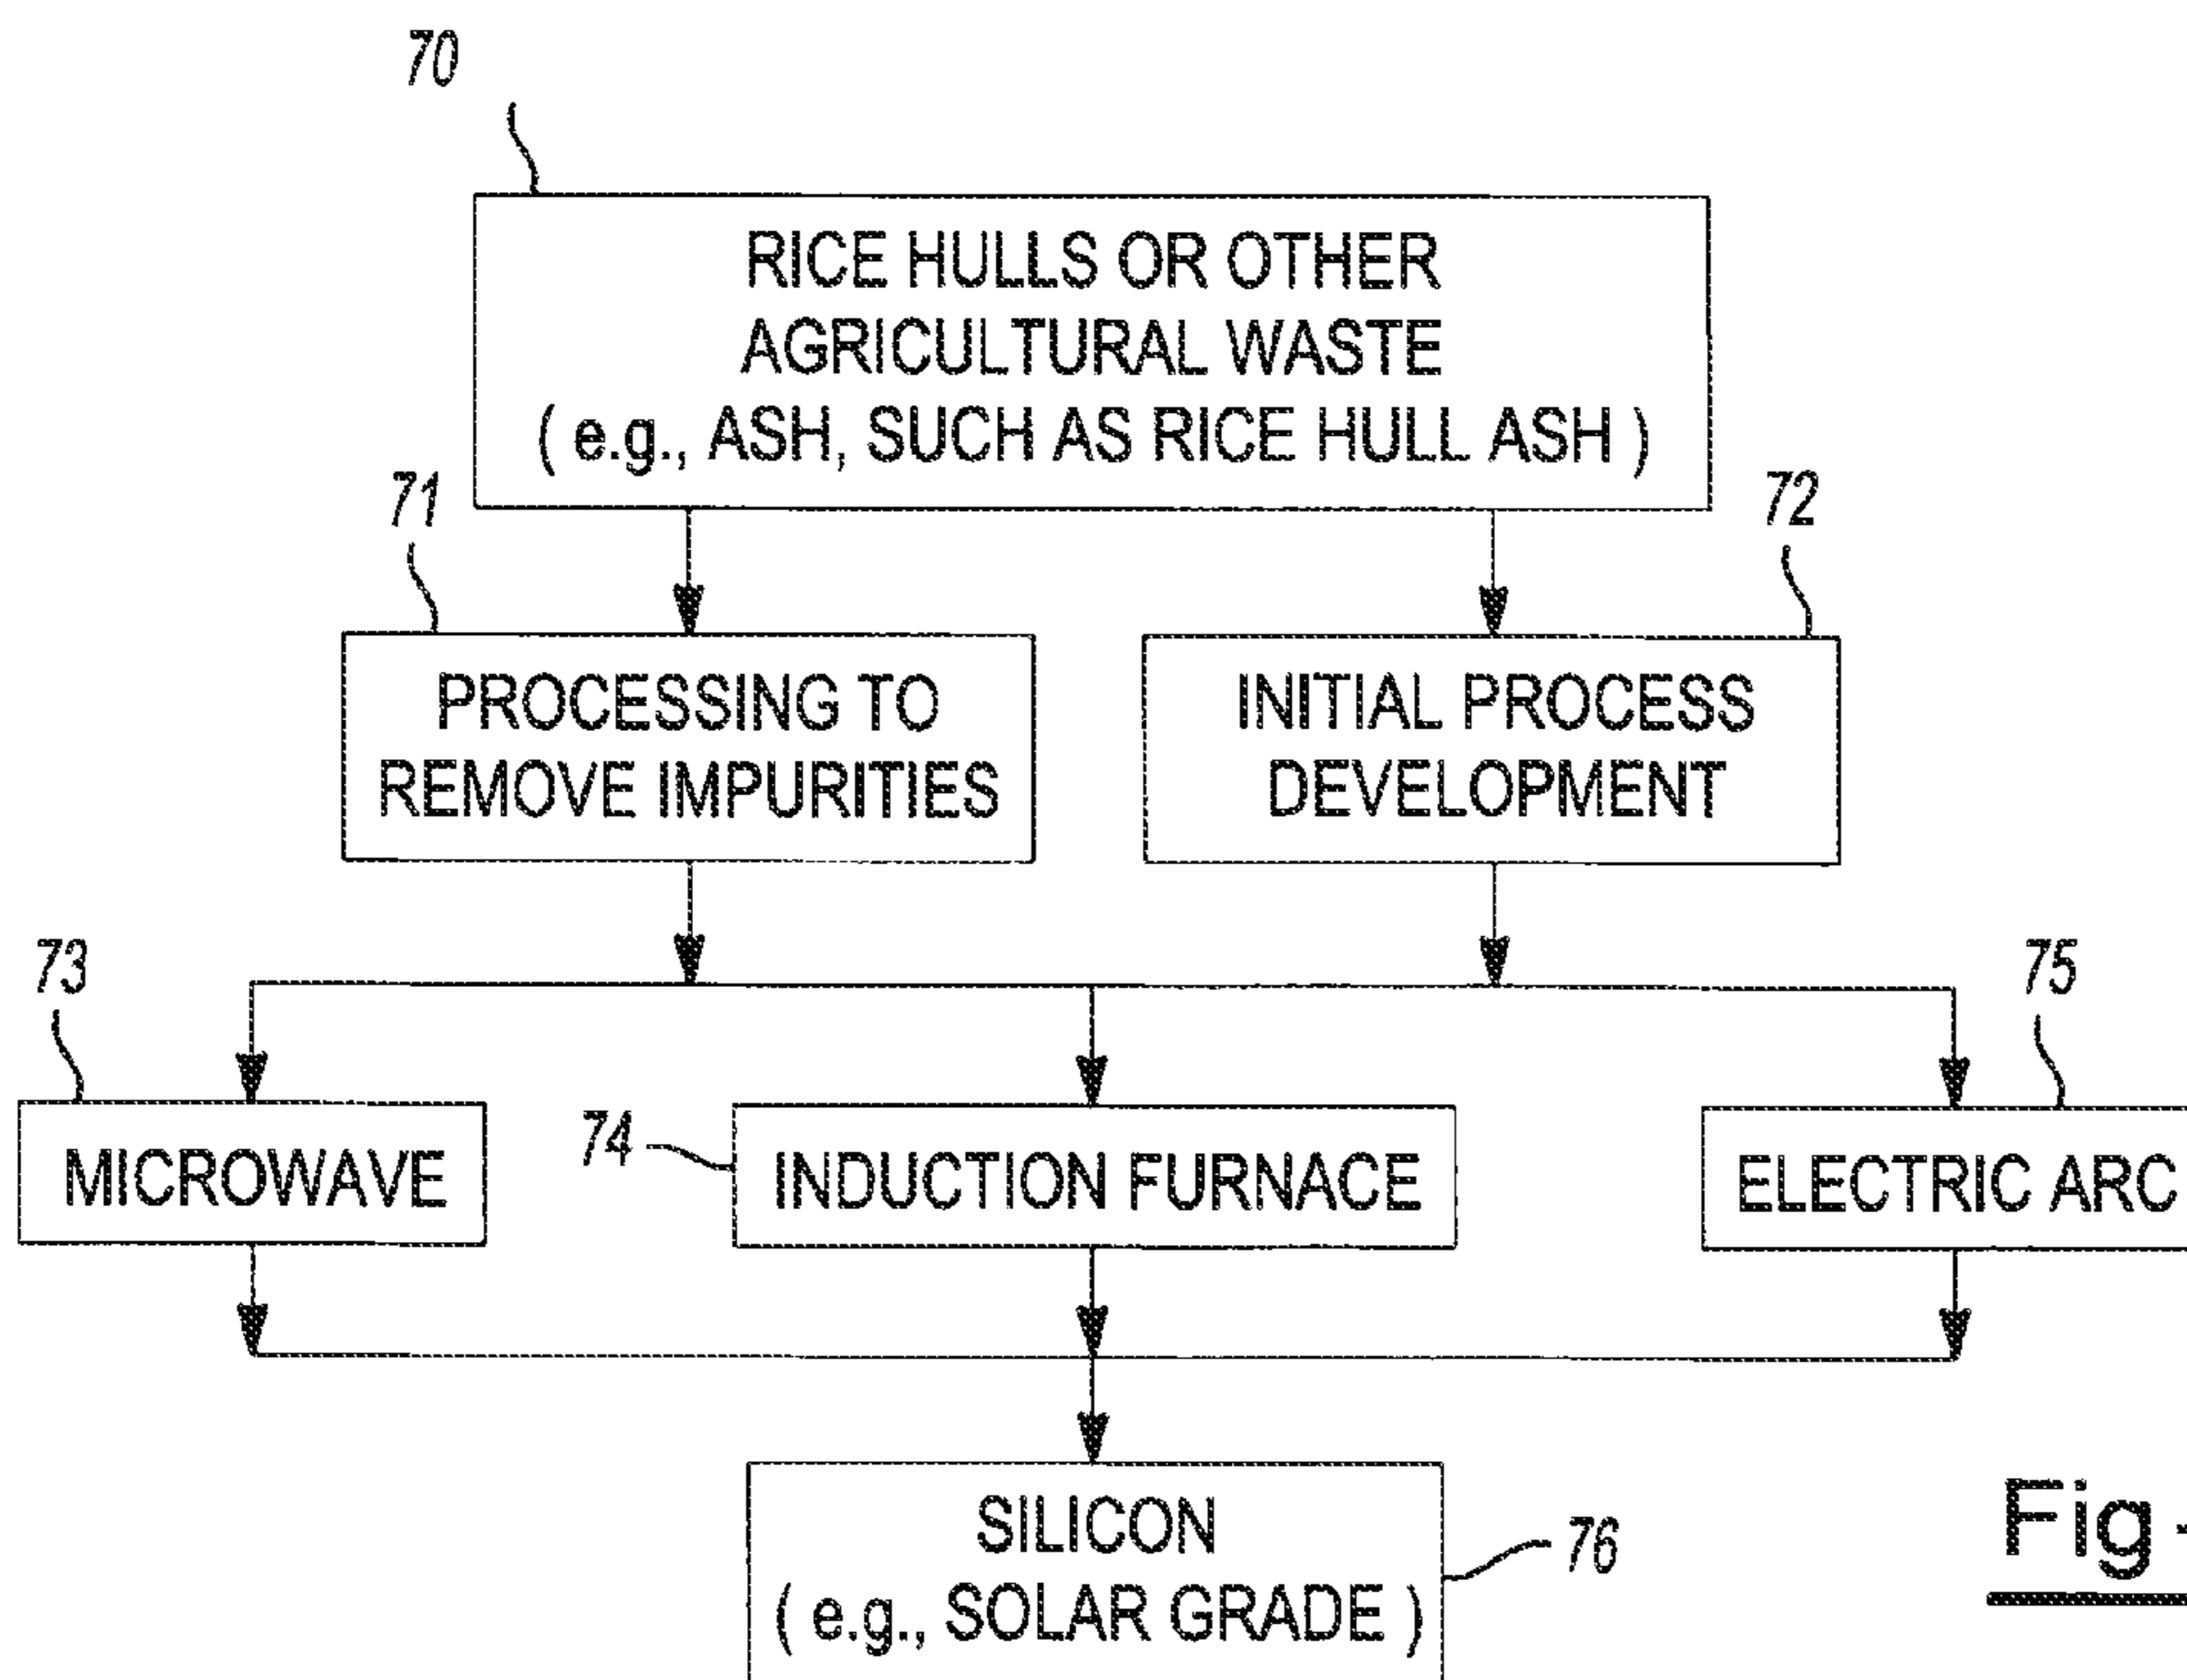 70
RICE HULLS OR OTHER
AGRICULTURAL WASTE
( e.g., ASH, SUCH AS RICE HULL ASH )
71
72
PROCESSING TO
REMOVE IMPURITIES
INITIAL PROCESS
DEVELOPMENT
73
75
MICROWAVE
74
INDUCTION FURNACE
ELECTRIC ARC
SILICON
( e.g., SOLAR GRADE )
76
Fig -